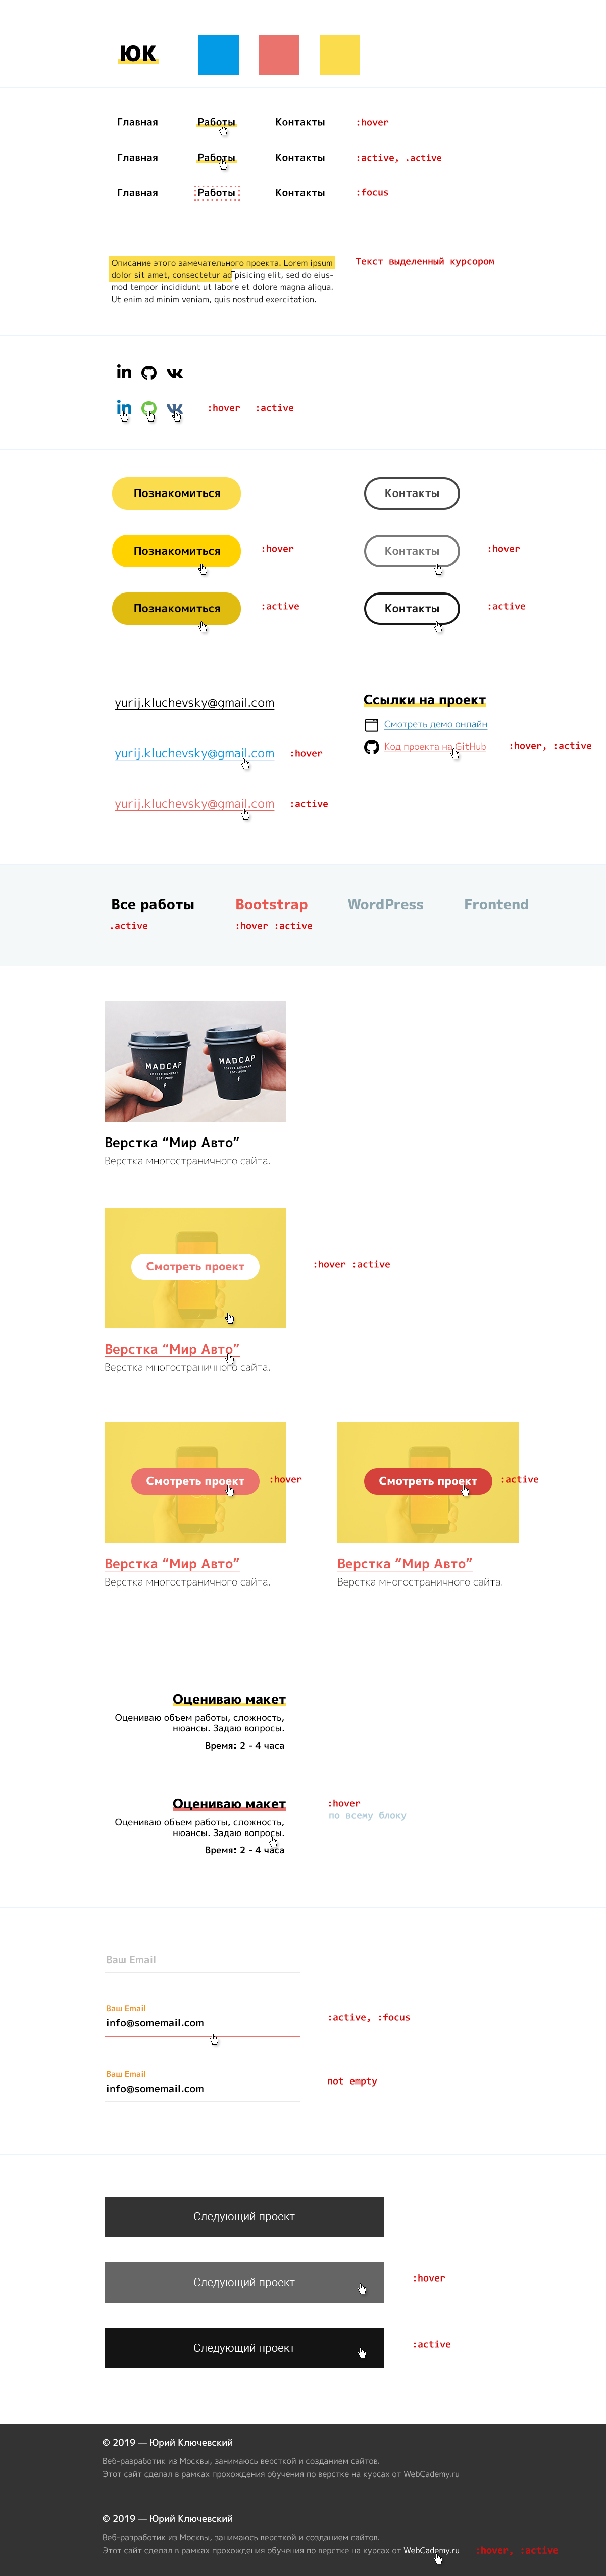 ЮК
Главная Работы Контакты :hover
Главная Работы Контакты :active, .active
Главная Работы Контакты :focus
Описание этого замечательного проекта. Lorem ipsum
dolor sit amet, consectetur adipisicing elit, sed do eius-
mod tempor incididunt ut labore et dolore magna aliqua.
Ut enim ad minim veniam, quis nostrud exercitation.
Текст выделенный курсором
:hover :active
Познакомиться Контакты
Познакомиться :hover Контакты :hover
Познакомиться :active Контакты :active
yurij.kluchevsky@gmail.com
yurij.kluchevsky@gmail.com :hover
yurij.kluchevsky@gmail.com :active
Ссылки на проект
Смотреть демо онлайн
Код проекта на GitHub :hover, :active
Все работы Bootstrap WordPress Frontend
.active :hover :active
MADCAP
COFFEE COMPANY
EST. 2008
MADCAP
COFFEE COMPANY
EST. 2008
Верстка “Мир Авто”
Верстка многостраничного сайта.
Смотреть проект :hover :active
Верстка “Мир Авто”
Верстка многостраничного сайта.
Смотреть проект :hover Смотреть проект :active
Верстка “Мир Авто” Верстка “Мир Авто”
Верстка многостраничного сайта. Верстка многостраничного сайта.
Оцениваю макет
Оцениваю объем работы, сложность,
нюансы. Задаю вопросы.
Время: 2 - 4 часа
Оцениваю макет :hover
по всему блоку
Оцениваю объем работы, сложность,
нюансы. Задаю вопросы.
Время: 2 - 4 часа
Ваш Email
Ваш Email
info@somemail.com :active, :focus
Ваш Email
info@somemail.com not empty
Следующий проект
Следующий проект :hover
Следующий проект :active
© 2019 — Юрий Ключевский
Веб-разработик из Москвы, занимаюсь версткой и созданием сайтов.
Этот сайт сделал в рамках прохождения обучения по верстке на курсах от WebCademy.ru
© 2019 — Юрий Ключевский
Веб-разработик из Москвы, занимаюсь версткой и созданием сайтов.
Этот сайт сделал в рамках прохождения обучения по верстке на курсах от WebCademy.ru :hover, :active